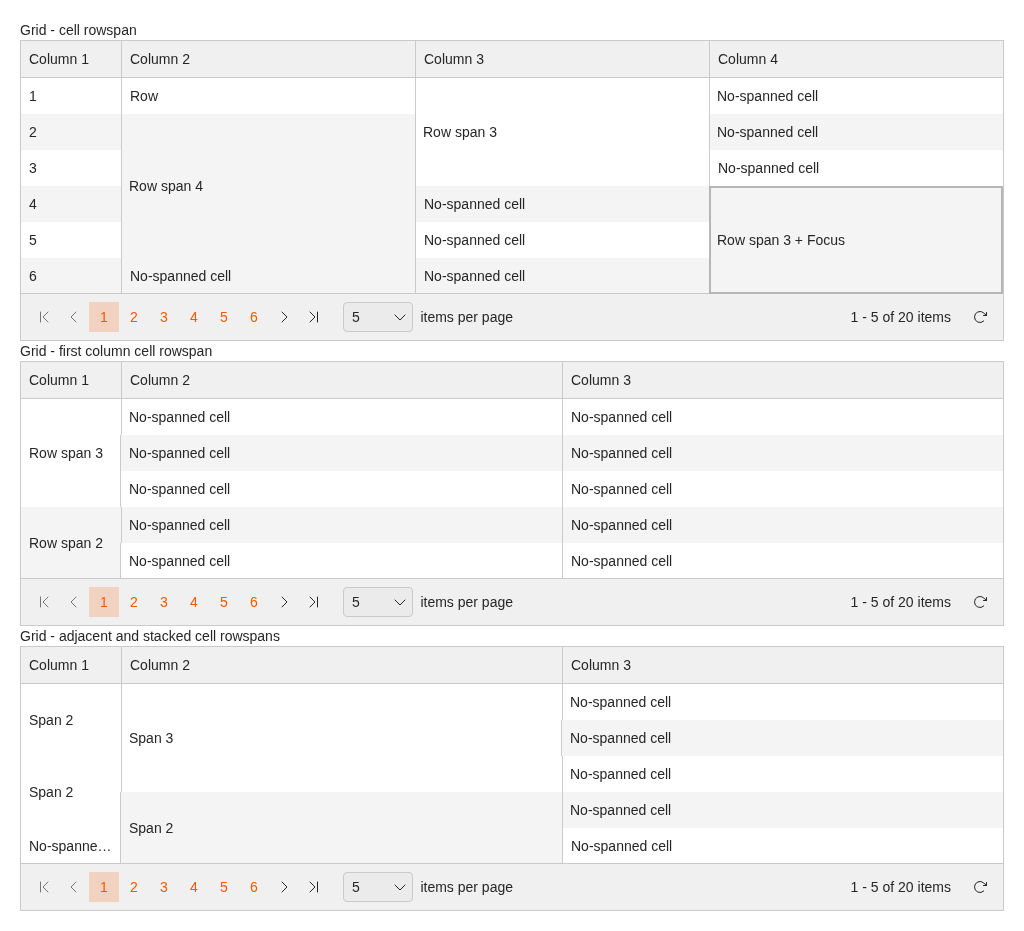 Grid - cell rowspan
Column 1 Column 2 Column 3 Column 4
1 Row No-spanned cell
2 Row span 3 No-spanned cell
3 No-spanned cell
Row span 4
4 No-spanned cell
5 No-spanned cell Row span 3 + Focus
6 No-spanned cell No-spanned cell
1 2 3 4 5 6 5 items per page 1 - 5 of 20 items
Grid - first column cell rowspan
Column 1 Column 2 Column 3
No-spanned cell No-spanned cell
Row span 3 No-spanned cell No-spanned cell
No-spanned cell No-spanned cell
No-spanned cell No-spanned cell
Row span 2
No-spanned cell No-spanned cell
1 2 3 4 5 6 5 items per page 1 - 5 of 20 items
Grid - adjacent and stacked cell rowspans
Column 1 Column 2 Column 3
No-spanned cell
Span 2
Span 3 No-spanned cell
No-spanned cell
Span 2
No-spanned cell
Span 2
No-spanne… No-spanned cell
1 2 3 4 5 6 5 items per page 1 - 5 of 20 items